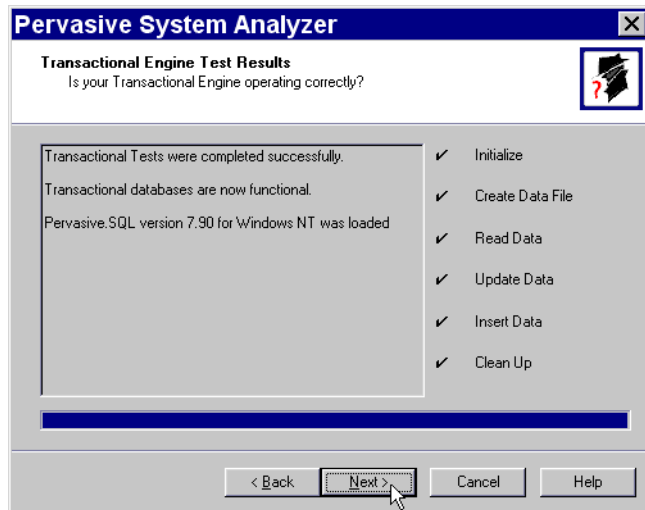 Pervasive System Analyzer
Transactional Engine Test Results
Is your Transactional Engine operating correctly?
?
Transactional Tests were completed successfully.
Transactional databases are now functional.
Pervasive.SQL version 7.90 for Windows NT was loaded
Initialize
Create Data File
Read Data
Update Data
Insert Data
Clean Up
< Back
Next >
Cancel
Help